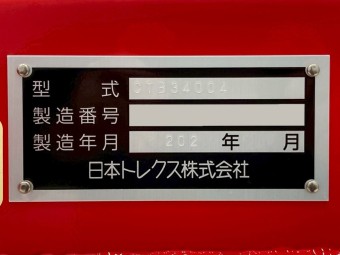 型式 CTB34004
製造番号
製造年月 202 年 月
日本トレクス株式会社